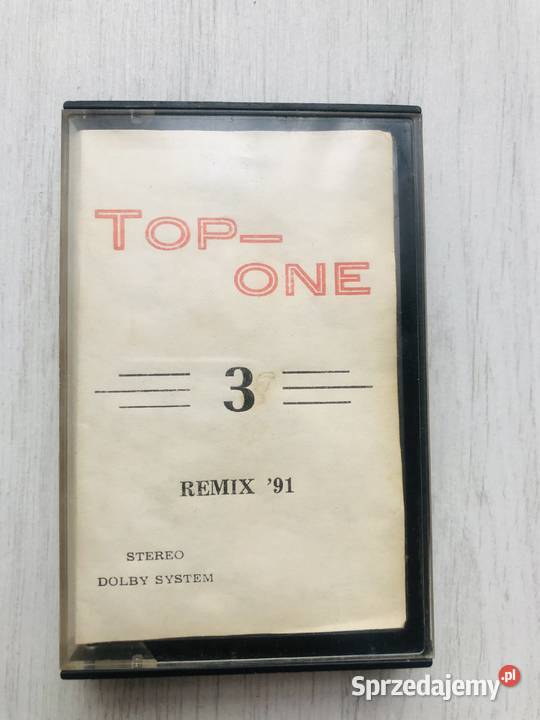 TOP-
ONE
3
REMIX '91
STEREO
DOLBY SYSTEM
Sprzedajemy.pl